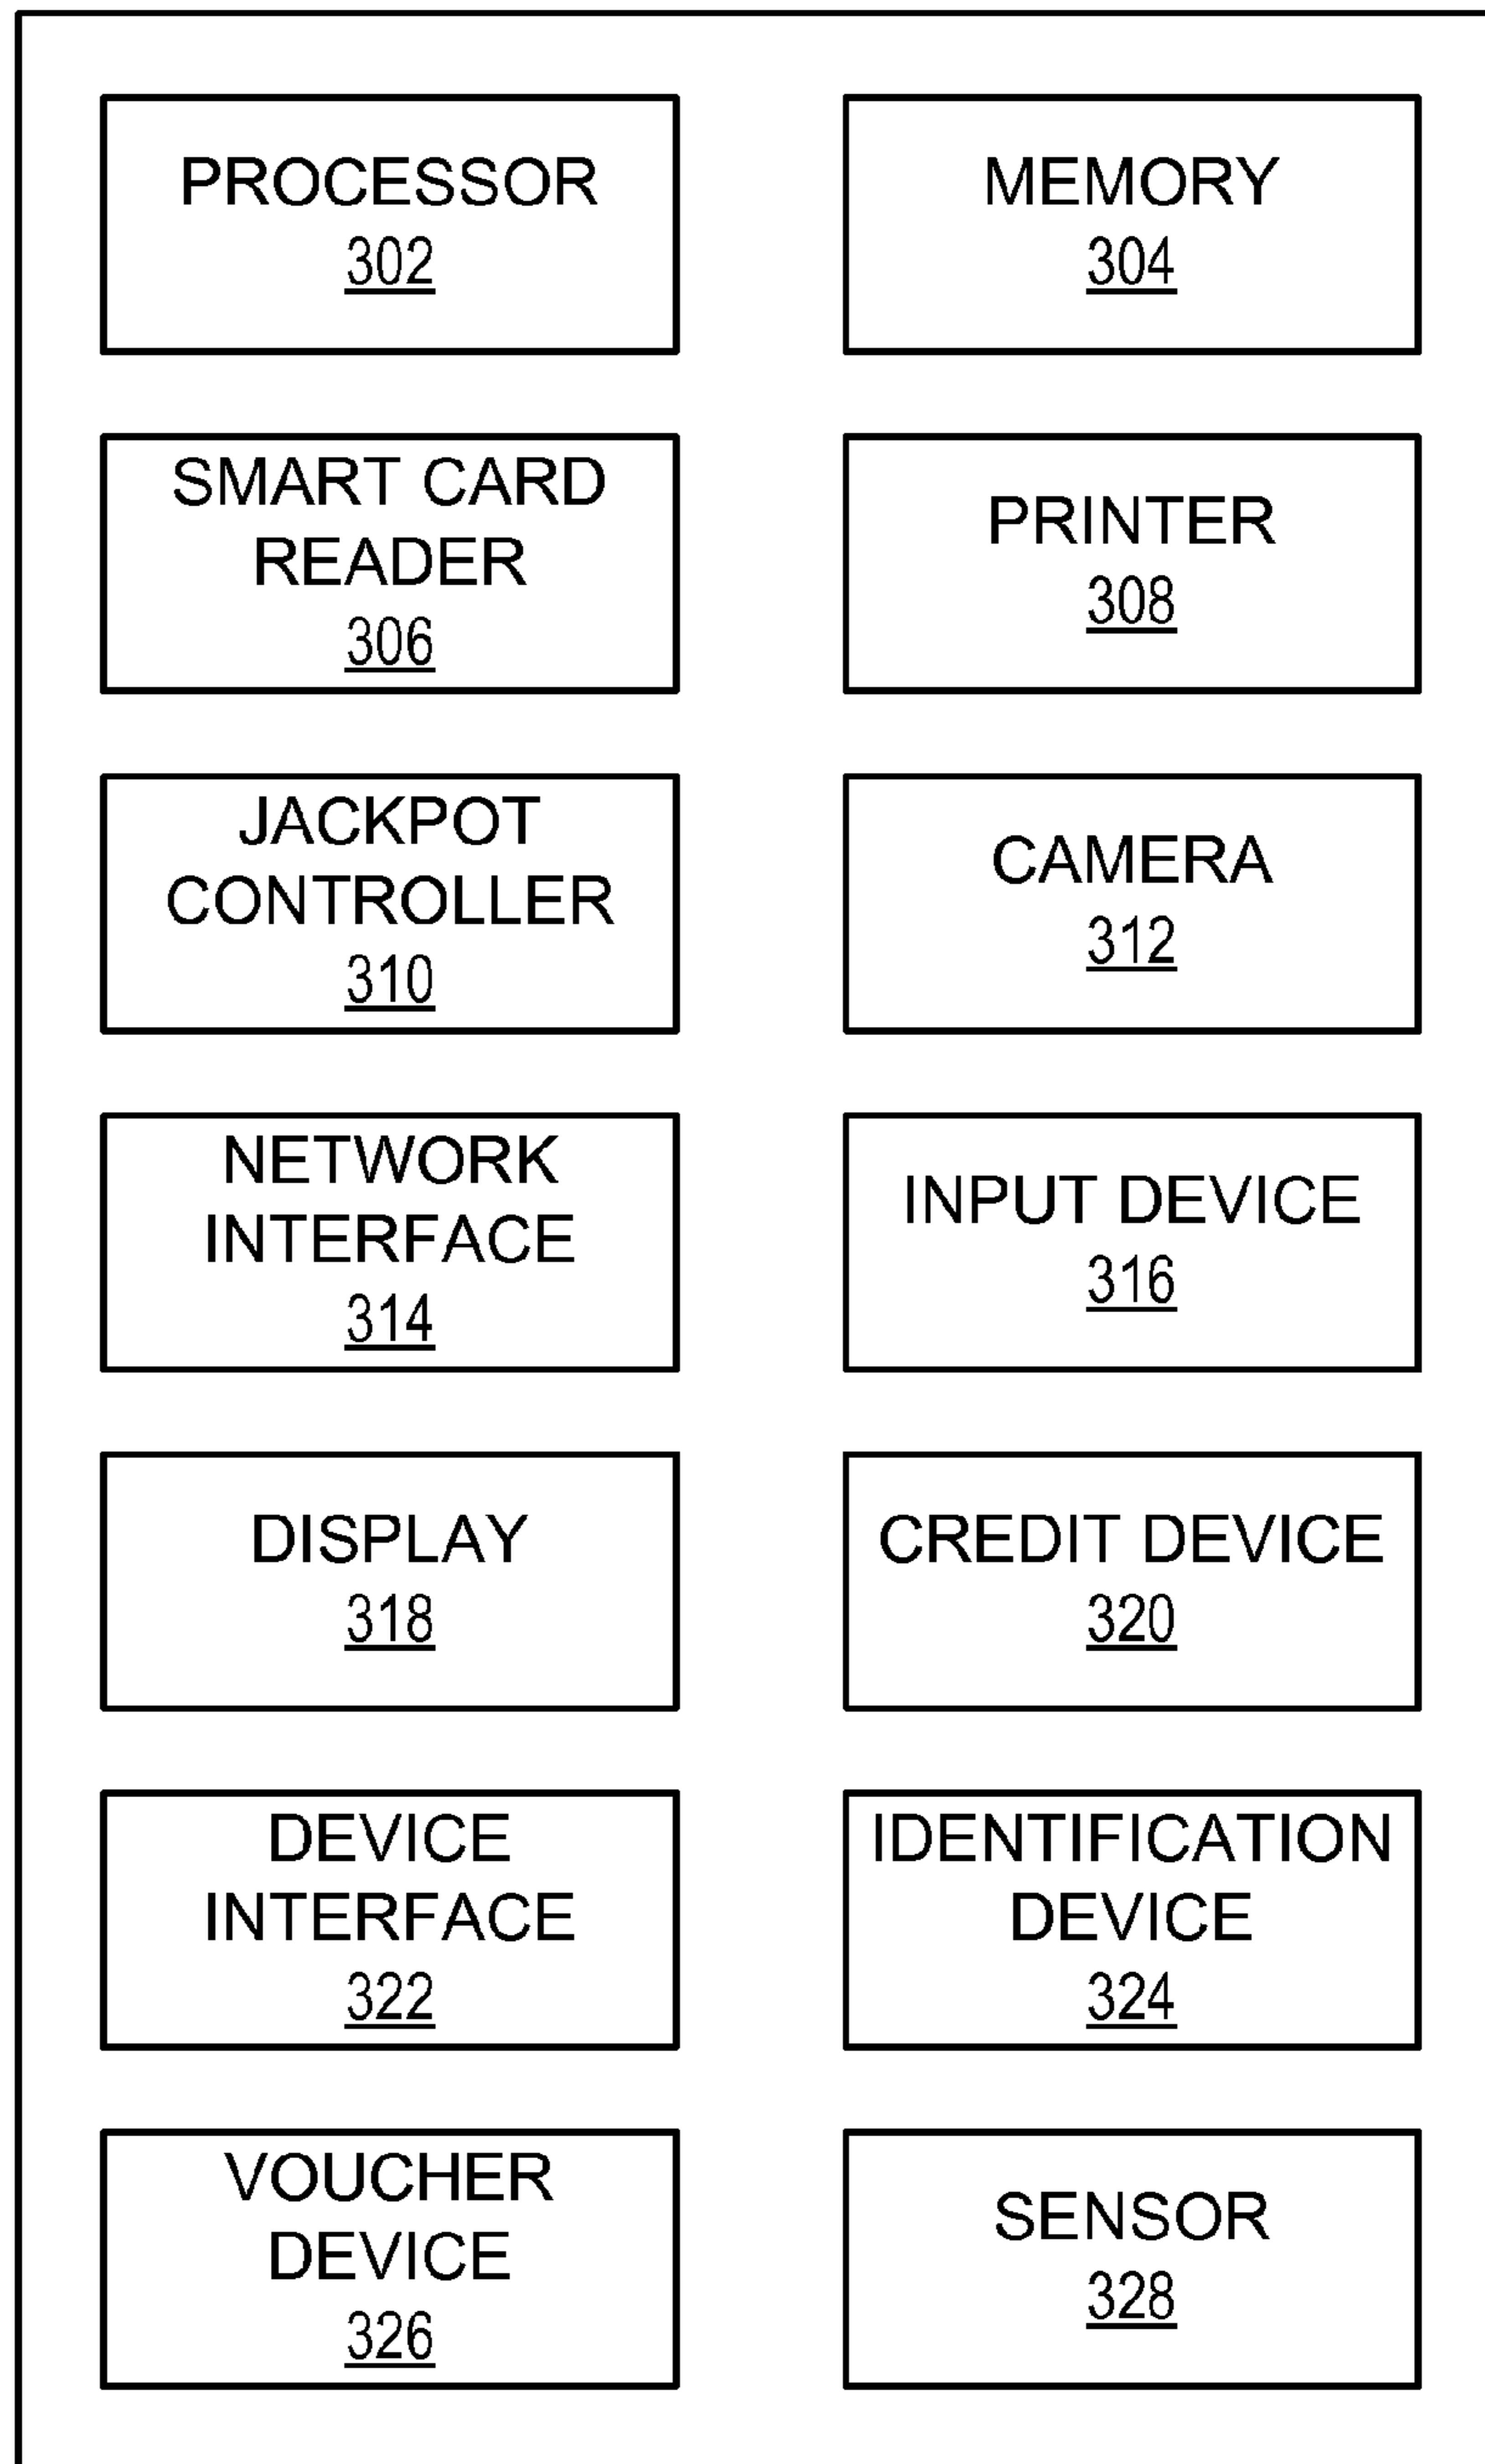 PROCESSOR
302
MEMORY
304
SMART CARD
READER
306
PRINTER
308
JACKPOT
CONTROLLER
310
CAMERA
312
NETWORK
INTERFACE
314
INPUT DEVICE
316
DISPLAY
318
CREDIT DEVICE
320
DEVICE
INTERFACE
322
IDENTIFICATION
DEVICE
324
VOUCHER
DEVICE
326
SENSOR
328